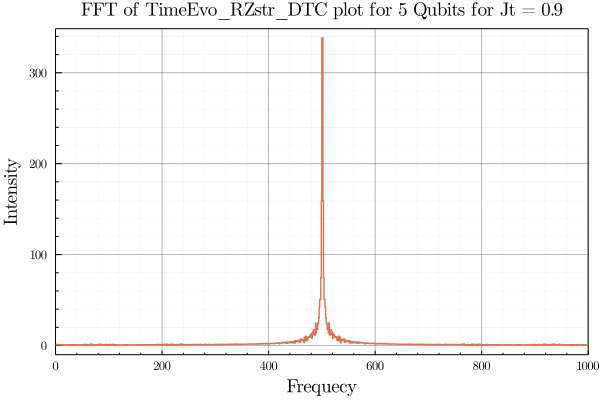 FFT of TimeEvo_RZstr_DTC plot for 5 Qubits for Jt = 0.9
Intensity
300
200
100
0
0 200 400 600 800 1000
Frequecy